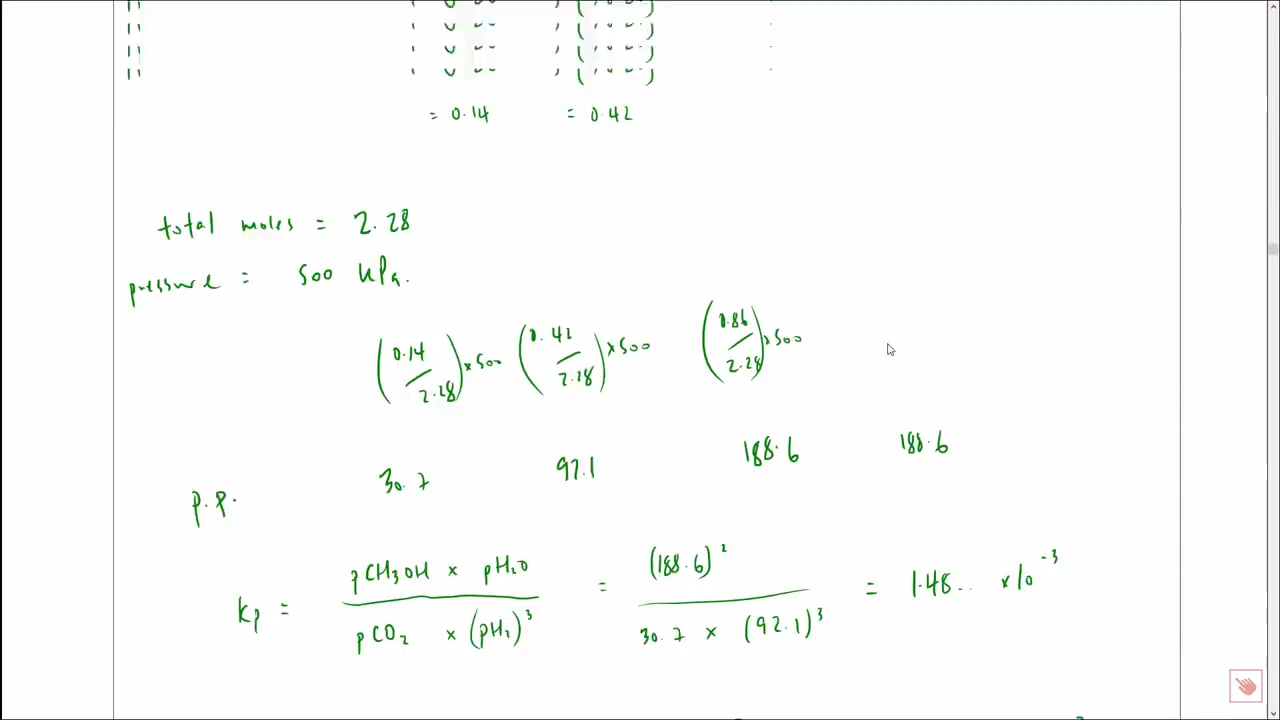 = 0.14 = 0.42
total moles = 2.28
pressure = 500 kPa.
(0.14/2.28) × 500 (0.42/2.28) × 500 (0.86/2.28) × 500
p.p. 30.7 92.1 188.6 188.6
Kp = pCH₃OH × pH₂O / pCO₂ × (pH₂)³ = (188.6)² / 30.7 × (92.1)³ = 1.48... × 10⁻³